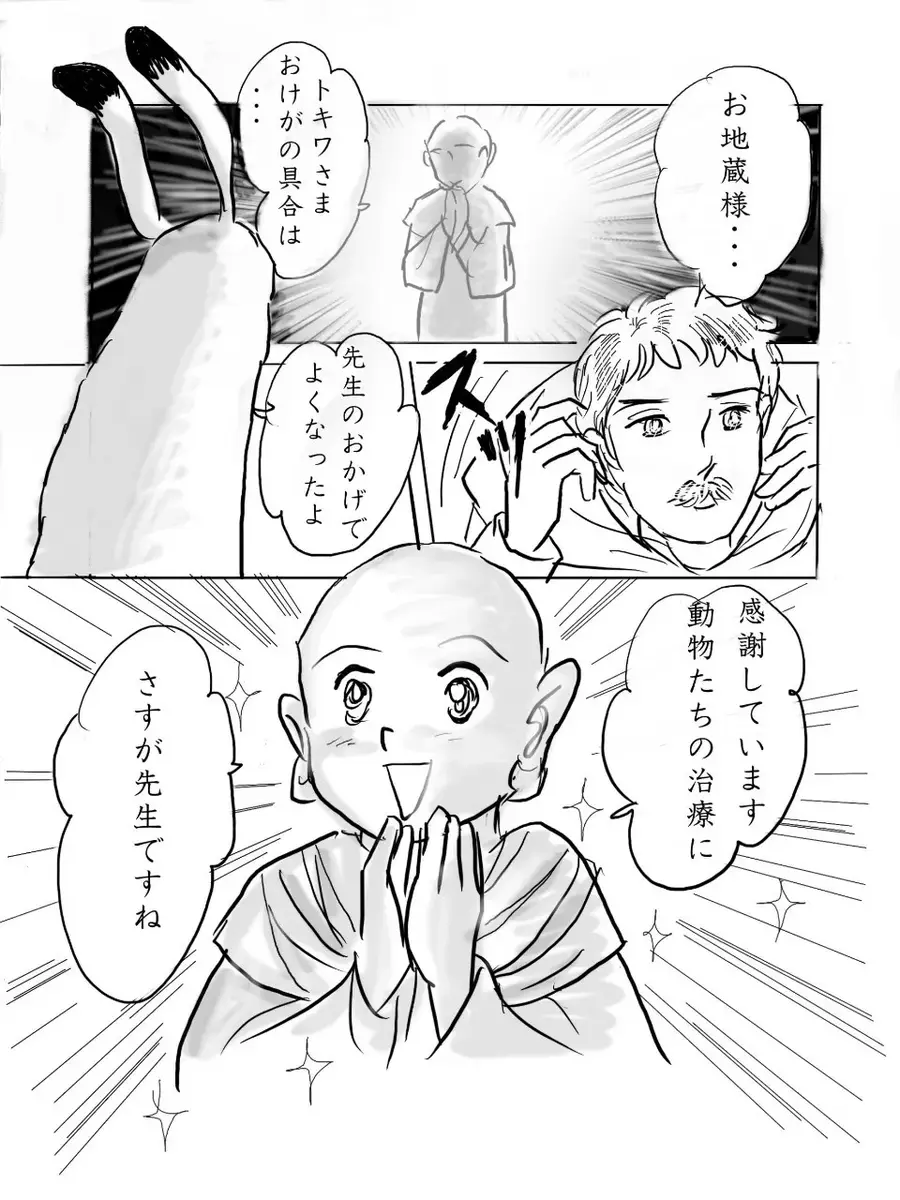 お地蔵様・・・
トキワさま
おけがの具合は
・・・
先生のおかげで
よくなったよ
ズッ
感謝しています
動物たちの治療に
さすが先生ですね